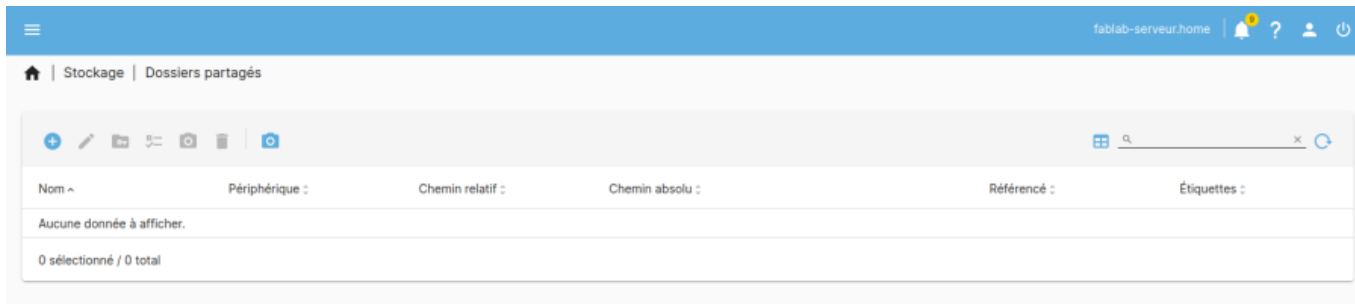 fablab-serveur.home
Stockage | Dossiers partagés
Nom Périphérique Chemin relatif Chemin absolu Référencé Étiquettes
Aucune donnée à afficher.
0 sélectionné / 0 total